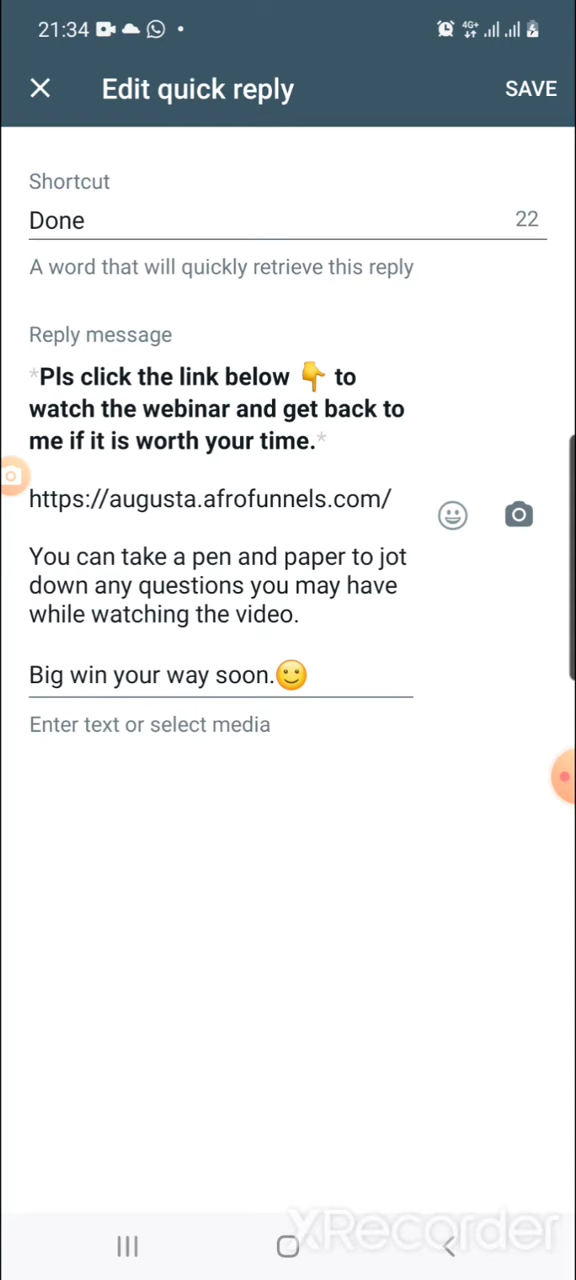 21:34
4G+
Edit quick reply
SAVE
Shortcut
Done
22
A word that will quickly retrieve this reply
Reply message
*Pls click the link below 👇 to
watch the webinar and get back to
me if it is worth your time.*
https://augusta.afrofunnels.com/
You can take a pen and paper to jot
down any questions you may have
while watching the video.
Big win your way soon.🙂
Enter text or select media
XRecorder